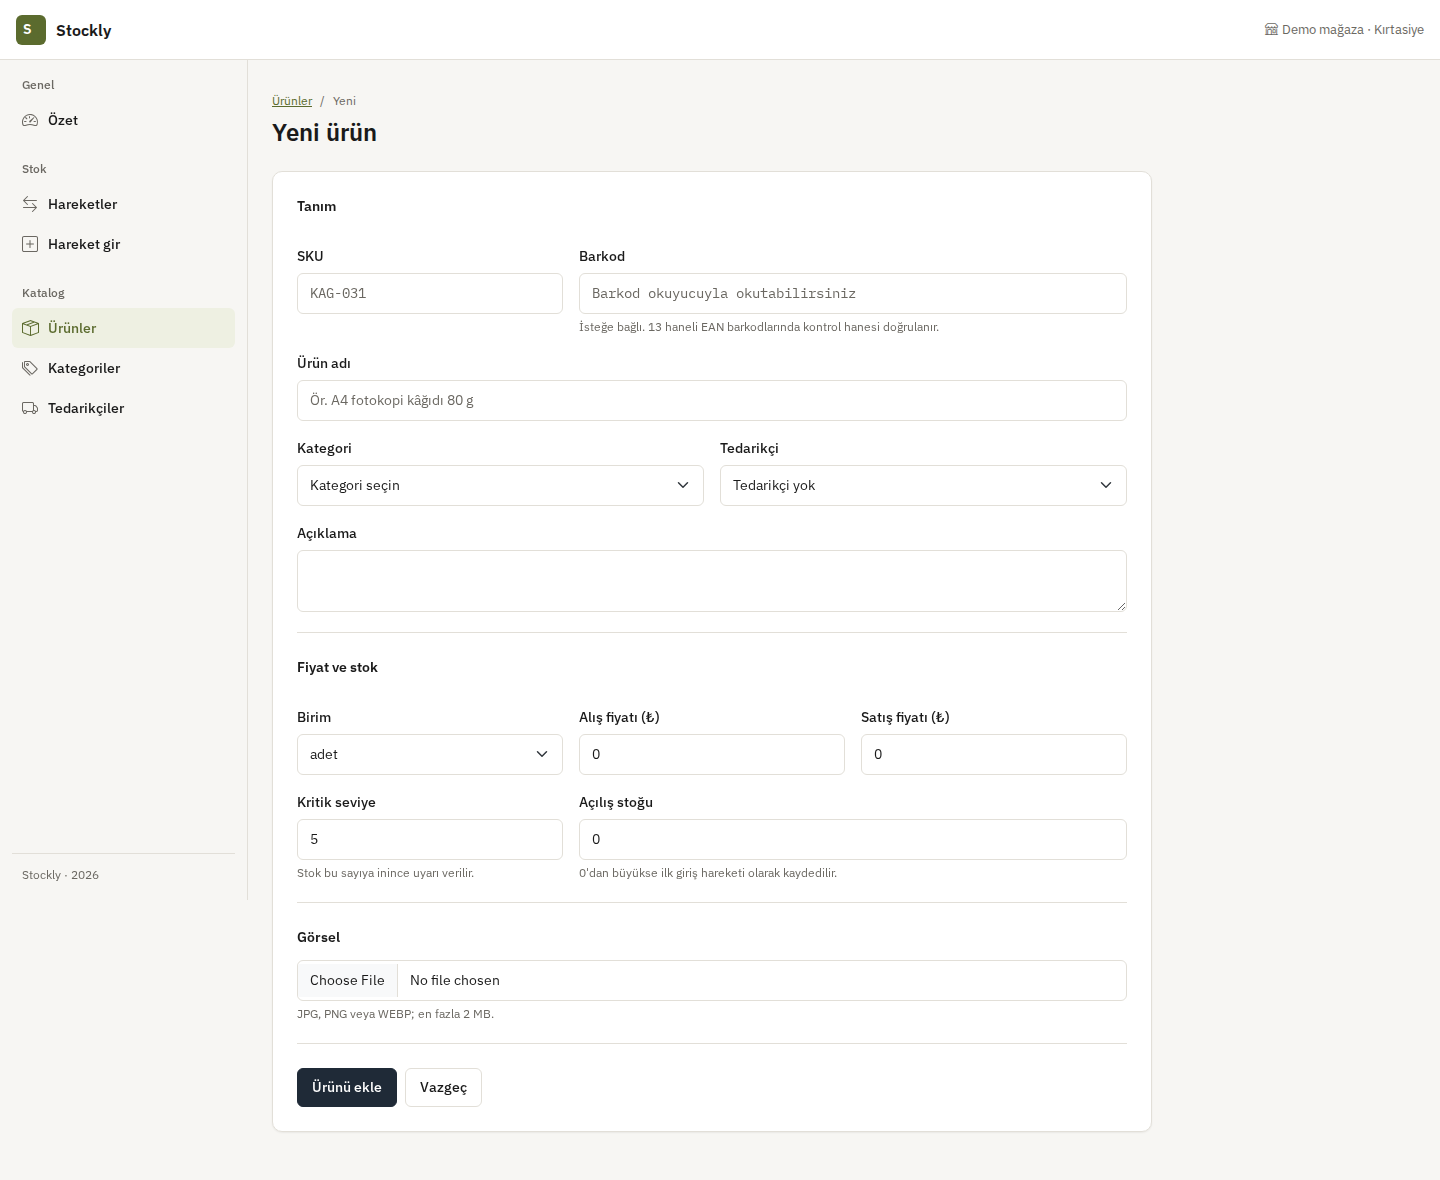 S Stockly
Demo mağaza · Kırtasiye
Genel
Özet
Stok
Hareketler
Hareket gir
Katalog
Ürünler
Kategoriler
Tedarikçiler
Stockly · 2026
Ürünler / Yeni
Yeni ürün
Tanım
SKU
KAG-031
Barkod
Barkod okuyucuyla okutabilirsiniz
İsteğe bağlı. 13 haneli EAN barkodlarında kontrol hanesi doğrulanır.
Ürün adı
Ör. A4 fotokopi kâğıdı 80 g
Kategori
Kategori seçin
Tedarikçi
Tedarikçi yok
Açıklama
Fiyat ve stok
Birim
adet
Alış fiyatı (₺)
0
Satış fiyatı (₺)
0
Kritik seviye
5
Stok bu sayıya inince uyarı verilir.
Açılış stoğu
0
0'dan büyükse ilk giriş hareketi olarak kaydedilir.
Görsel
Choose File No file chosen
JPG, PNG veya WEBP; en fazla 2 MB.
Ürünü ekle
Vazgeç